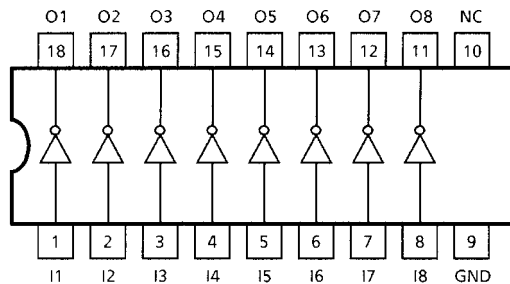 O1 O2 O3 O4 O5 O6 O7 O8 NC
18 17 16 15 14 13 12 11 10
1 2 3 4 5 6 7 8 9
I1 I2 I3 I4 I5 I6 I7 I8 GND